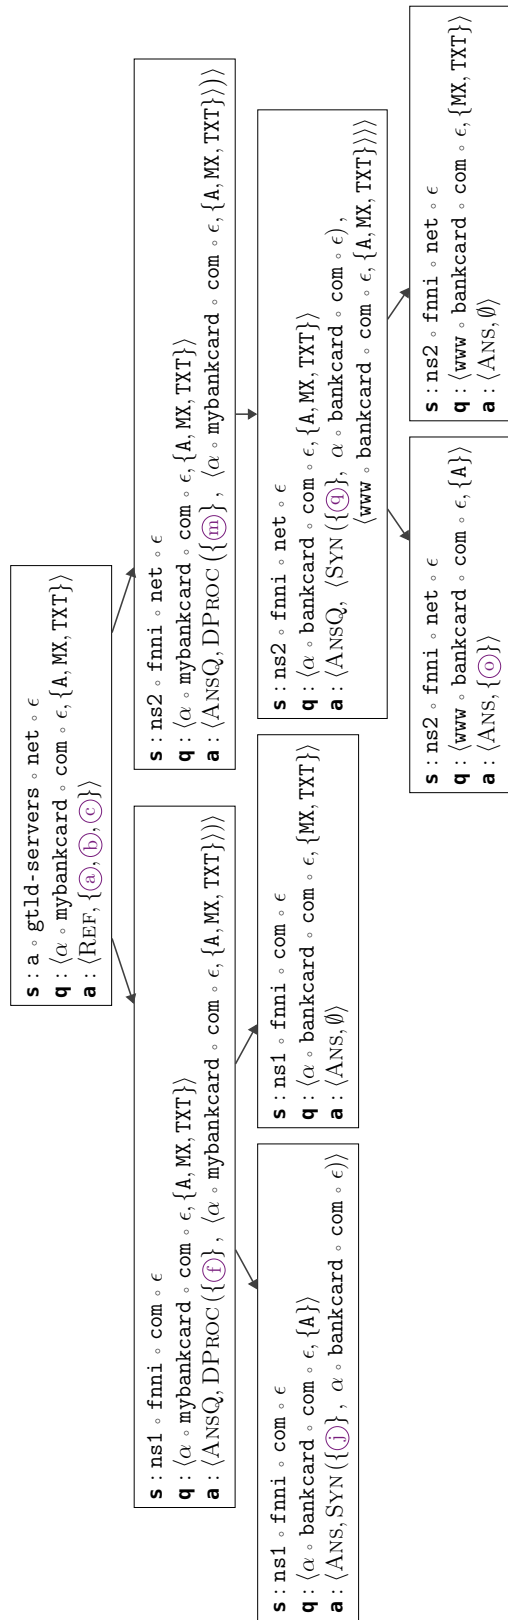 s : a ∘ gtld-servers ∘ net ∘ ϵ
q : ⟨α ∘ mybankcard ∘ com ∘ ϵ, {A, MX, TXT}⟩
a : ⟨REF, {ⓐ, ⓑ, ⓒ}⟩
s : ns1 ∘ fnni ∘ com ∘ ϵ
q : ⟨α ∘ mybankcard ∘ com ∘ ϵ, {A, MX, TXT}⟩
a : ⟨ANSQ, DPROC ({ⓕ}, ⟨α ∘ mybankcard ∘ com ∘ ϵ, {A, MX, TXT}⟩)⟩
s : ns2 ∘ fnni ∘ net ∘ ϵ
q : ⟨α ∘ mybankcard ∘ com ∘ ϵ, {A, MX, TXT}⟩
a : ⟨ANSQ, DPROC ({ⓜ}, ⟨α ∘ mybankcard ∘ com ∘ ϵ, {A, MX, TXT}⟩)⟩
s : ns1 ∘ fnni ∘ com ∘ ϵ
q : ⟨α ∘ bankcard ∘ com ∘ ϵ, {A}⟩
a : ⟨ANS, SYN ({ⓙ}, α ∘ bankcard ∘ com ∘ ϵ)⟩
s : ns1 ∘ fnni ∘ com ∘ ϵ
q : ⟨α ∘ bankcard ∘ com ∘ ϵ, {MX, TXT}⟩
a : ⟨ANS, ∅⟩
s : ns2 ∘ fnni ∘ net ∘ ϵ
q : ⟨α ∘ bankcard ∘ com ∘ ϵ, {A, MX, TXT}⟩
a : ⟨ANSQ, ⟨SYN ({ⓠ}, α ∘ bankcard ∘ com ∘ ϵ) ,
⟨www ∘ bankcard ∘ com ∘ ϵ, {A, MX, TXT}⟩⟩⟩
s : ns2 ∘ fnni ∘ net ∘ ϵ
q : ⟨www ∘ bankcard ∘ com ∘ ϵ, {A}⟩
a : ⟨ANS, {ⓞ}⟩
s : ns2 ∘ fnni ∘ net ∘ ϵ
q : ⟨www ∘ bankcard ∘ com ∘ ϵ, {MX, TXT}⟩
a : ⟨ANS, ∅⟩